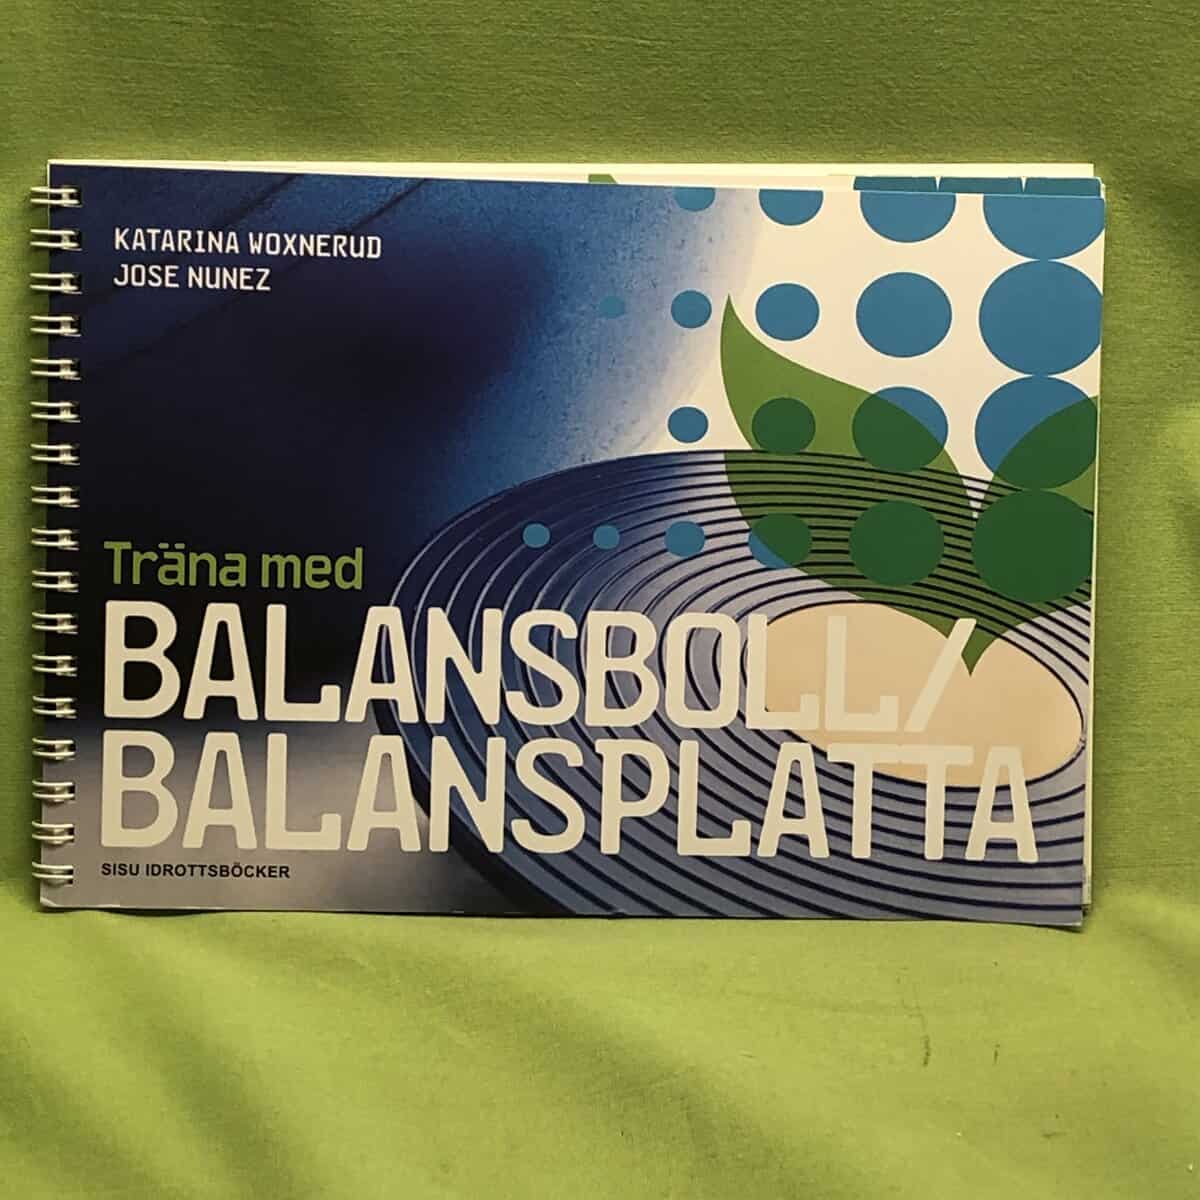 KATARINA WOXNERUD
JOSE NUNEZ
Träna med
BALANSBOLL/
BALANSPLATTA
SISU IDROTTSBÖCKER